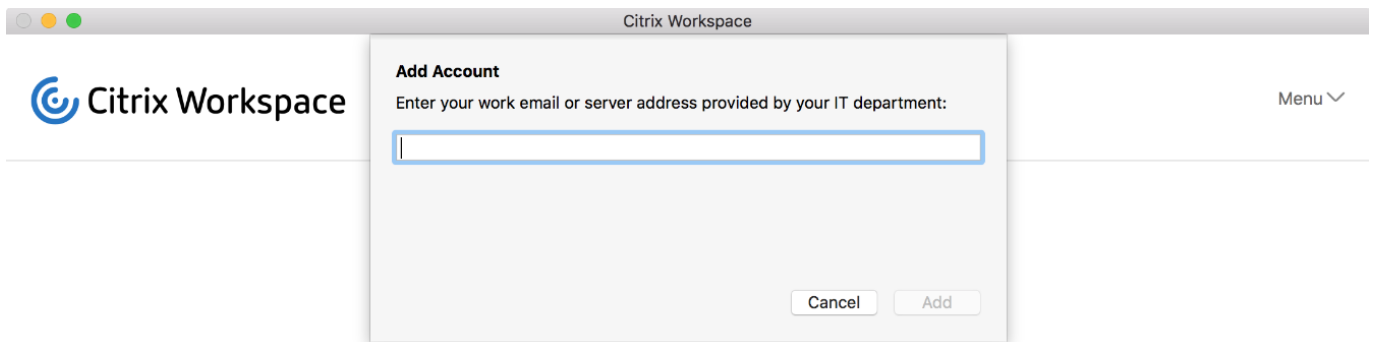 Citrix Workspace
Citrix Workspace
Add Account
Enter your work email or server address provided by your IT department:
Menu
Cancel
Add